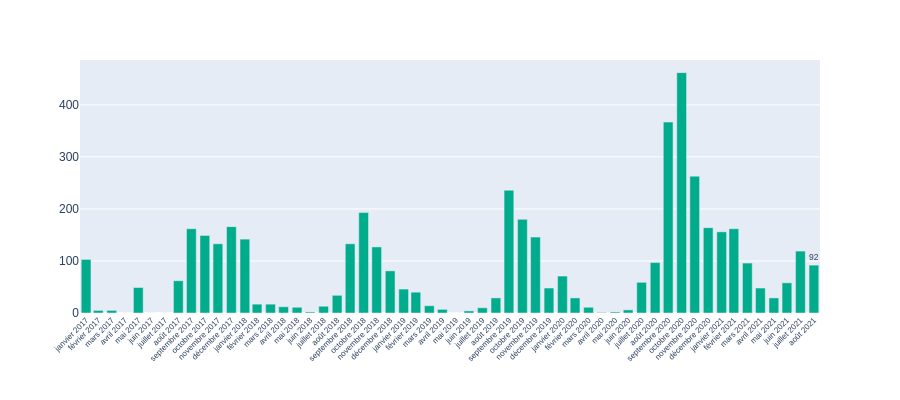 400
300
200
92
100
0
janvier 2017
février 2017
mars 2017
avril 2017
mai 2017
juin 2017
juillet 2017
août 2017
septembre 2017
octobre 2017
novembre 2017
décembre 2017
janvier 2018
février 2018
mars 2018
avril 2018
mai 2018
juin 2018
juillet 2018
août 2018
septembre 2018
octobre 2018
novembre 2018
décembre 2018
janvier 2019
février 2019
mars 2019
avril 2019
mai 2019
juin 2019
juillet 2019
août 2019
septembre 2019
octobre 2019
novembre 2019
décembre 2019
janvier 2020
février 2020
mars 2020
avril 2020
mai 2020
juin 2020
juillet 2020
août 2020
septembre 2020
octobre 2020
novembre 2020
décembre 2020
janvier 2021
février 2021
mars 2021
avril 2021
mai 2021
juin 2021
juillet 2021
août 2021